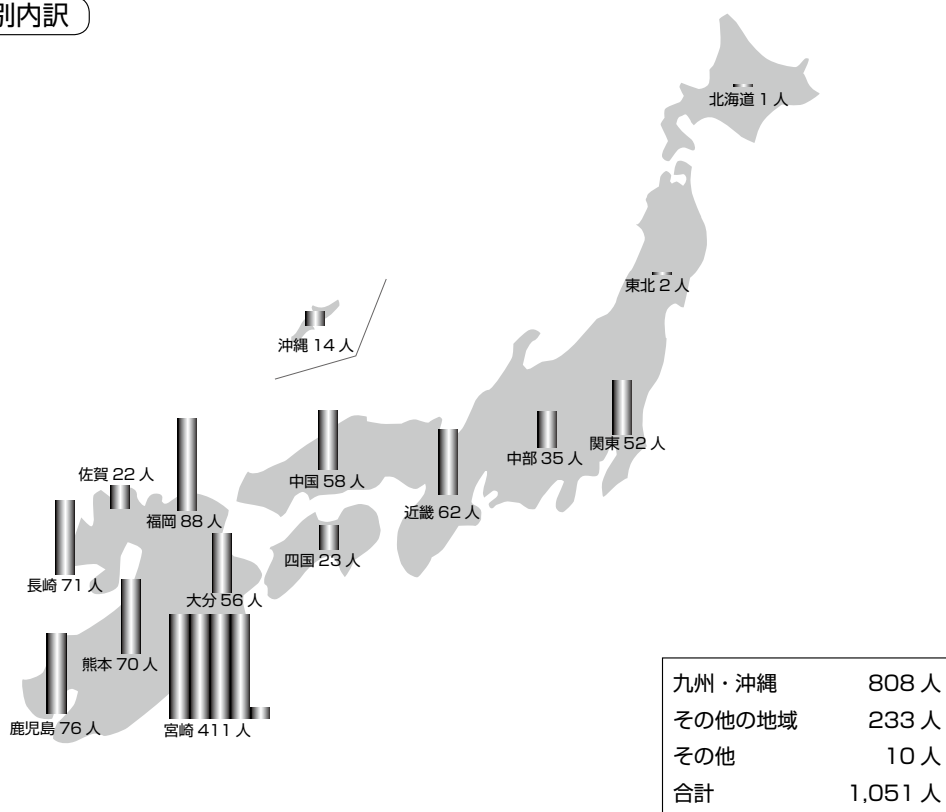 別内訳
北海道 1 人
東北 2 人
沖縄 14 人
関東 52 人
中部 35 人
佐賀 22 人
中国 58 人
近畿 62 人
福岡 88 人
四国 23 人
長崎 71 人
大分 56 人
熊本 70 人
鹿児島 76 人
宮崎 411 人
九州・沖縄 808 人
その他の地域 233 人
その他 10 人
合計 1,051 人